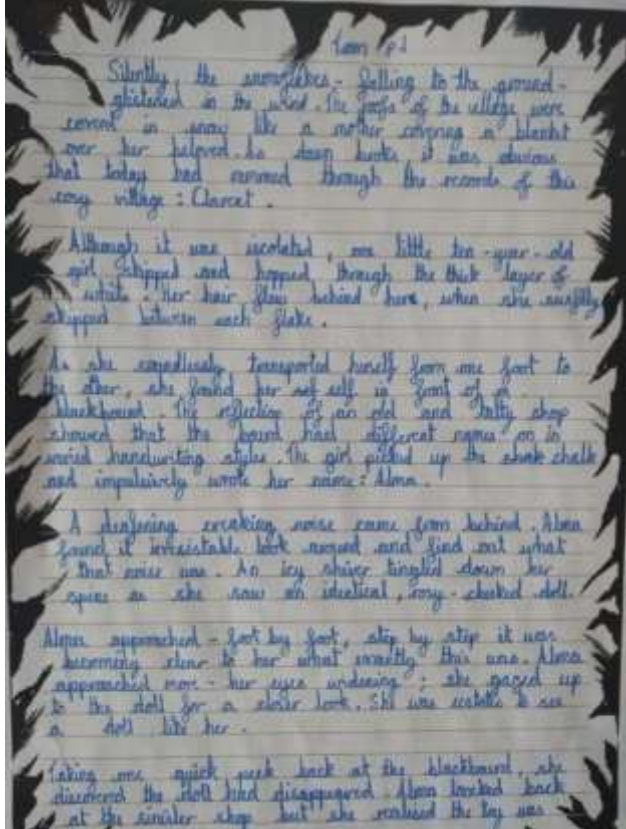 Silently, the snowflakes - falling to the ground -
glistened in the wind. The roofs of the village were
coverd in snow like a mother covering a blanket
over her beloved. As dawn broke, it was obvious
that today had through the records of this
cosy village : Clarcet.
Although it was isolated, one little ten-year-old
girl skipped and hopped through the thick layer of
white. Her hair flew behind hers, when she swiftly
skipped between each flake.
As she soundlessly transported herself from one foot to
the other, she found her self in front of a
blackboard. The reflection of an old and tatty shop
showed that the board had different names on in
varied handwriting styles. The girl picked up the chalk
and impulsively wrote her name : Alma.
A deafening creaking noise came from behind. Alma
found it irresistable look around and find out what
that noise was. An icy shiver tingled down her
spine as she saw an identical, rosy-cheeked doll.
Alma approached - foot by foot, step by step it was
becoming clear to her what exactly this was. Alma
approached more - her eyes widening ; she gazed up
to the doll for a closer look. She was ecstatic to see
a doll like her.
Taking one quick peek back at the blackboard, she
discovered the doll had disappeared. Alma looked back
at the sinister shop but she realised the toy was